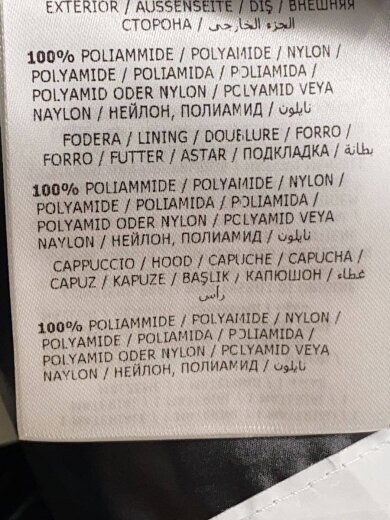 EXTERIOR / AUSSENSEITE / DIŞ / ВНЕШНЯЯ
СТОРОНА / الجزء الخارجى
100% POLIAMMIDE / POLYAMIDE / NYLON /
POLYAMIDE / POLIAMIDA / POLIAMIDA /
POLYAMID ODER NYLON / POLYAMID VEYA
NAYLON / НЕЙЛОН, ПОЛИАМИД / نايلون
FODERA / LINING / DOUBLURE / FORRO /
FORRO / FUTTER / ASTAR / ПОДКЛАДКА / بطانة
100% POLIAMMIDE / POLYAMIDE / NYLON /
POLYAMIDE / POLIAMIDA / POLIAMIDA /
POLYAMID ODER NYLON / POLYAMID VEYA
NAYLON / НЕЙЛОН, ПОЛИАМИД / نايلون
CAPPUCCIO / HOOD / CAPUCHE / CAPUCHA /
CAPUZ / KAPUZE / BAŞLIK / КАПЮШОН / غطاء
رأس
100% POLIAMMIDE / POLYAMIDE / NYLON /
POLYAMIDE / POLIAMIDA / POLIAMIDA /
POLYAMID ODER NYLON / POLYAMID VEYA
NAYLON / НЕЙЛОН, ПОЛИАМИД / نايلون